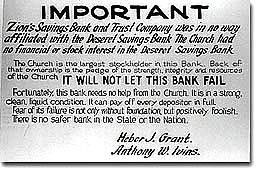 IMPORTANT
Zion's Savings Bank and Trust Company was in no way
affiliated with the Deseret Savings Bank The Church had
no financial or stock interest in the Deseret Savings Bank.
The Church is the largest stockholder in this Bank. Back of
that ownership is the pledge of the strength, integrity and resources
of the Church IT WILL NOT LET THIS BANK FAIL
Fortunately, this bank needs no help from the Church. It is in a strong,
clean, liquid condition. It can pay off every depositor in full.
Fear of its failure is not only without foundation, but positively foolish.
There is no safer bank in the State or the Nation.
Heber J. Grant.
Anthony W. Ivins.